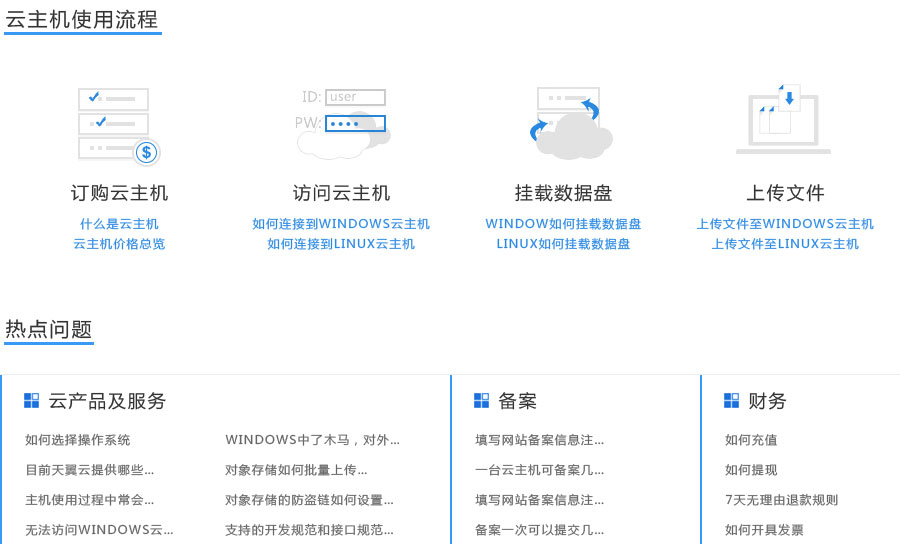 云主机使用流程
ID: user
PW:
$
订购云主机
什么是云主机
云主机价格总览
访问云主机
如何连接到WINDOWS云主机
如何连接到LINUX云主机
挂载数据盘
WINDOW如何挂载数据盘
LINUX如何挂载数据盘
上传文件
上传文件至WINDOWS云主机
上传文件至LINUX云主机
热点问题
云产品及服务
如何选择操作系统
目前天翼云提供哪些...
主机使用过程中常会...
无法访问WINDOWS云...
WINDOWS中了木马，对外...
对象存储如何批量上传...
对象存储的防盗链如何设置...
支持的开发规范和接口规范...
备案
填写网站备案信息注...
一台云主机可备案几...
填写网站备案信息注...
备案一次可以提交几...
财务
如何充值
如何提现
7天无理由退款规则
如何开具发票